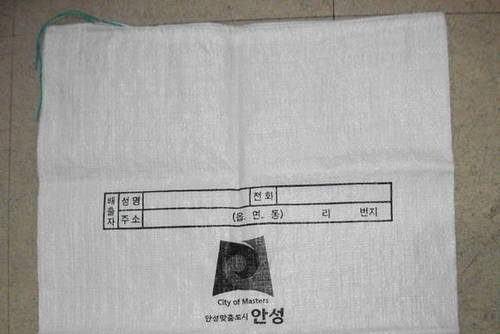 배출자 성명 전화
주소 (읍. 면. 동) 리 번지
City of Masters
안성맞춤도시 안성